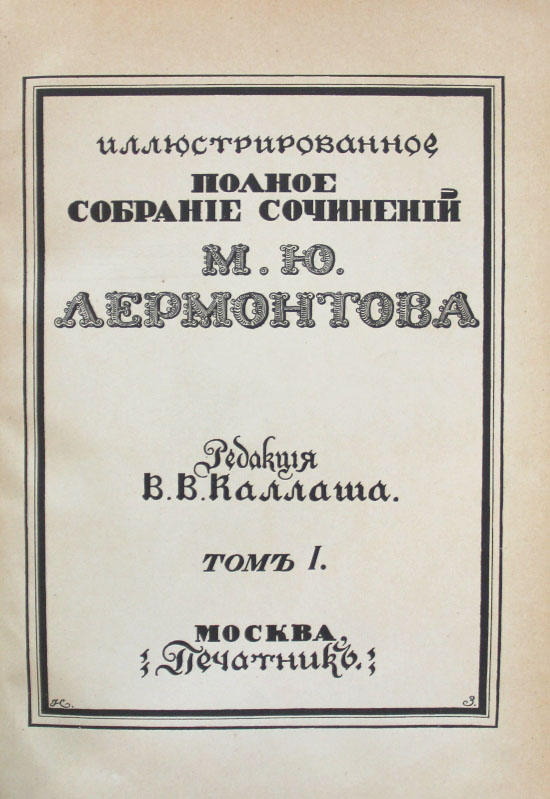 иллюстрированное
ПОЛНОЕ
СОБРАНІЕ СОЧИНЕНІЙ
М. Ю.
ЛЕРМОНТОВА
Редакція
В. В. Каллаша.
ТОМЪ I.
МОСКВА,
Печатникъ.
Н. З.